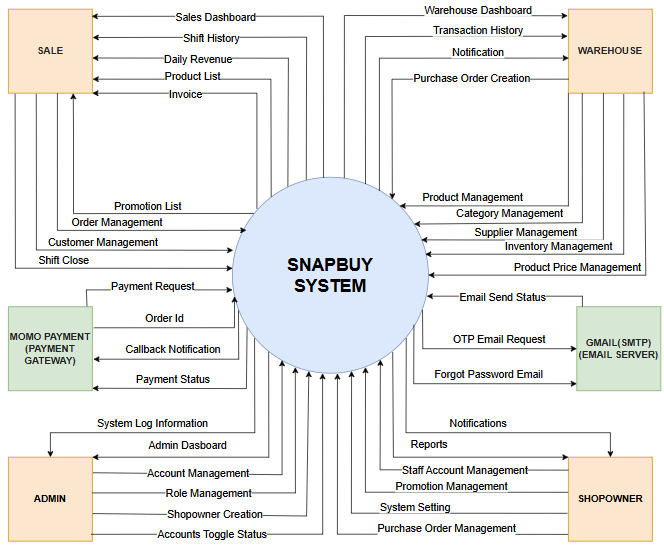 Sales Dashboard
Shift History
Daily Revenue
Product List
Invoice
SALE
Warehouse Dashboard
Transaction History
Notification
Purchase Order Creation
WAREHOUSE
Promotion List
Order Management
Customer Management
Shift Close
Product Management
Category Management
Supplier Management
Inventory Management
Product Price Management
SNAPBUY
SYSTEM
Payment Request
Order Id
Callback Notification
Payment Status
MOMO PAYMENT
(PAYMENT
GATEWAY)
Email Send Status
OTP Email Request
Forgot Password Email
GMAIL(SMTP)
(EMAIL SERVER)
System Log Information
Admin Dasboard
Account Management
Role Management
Shopowner Creation
Accounts Toggle Status
ADMIN
Notifications
Reports
Staff Account Management
Promotion Management
System Setting
Purchase Order Management
SHOPOWNER